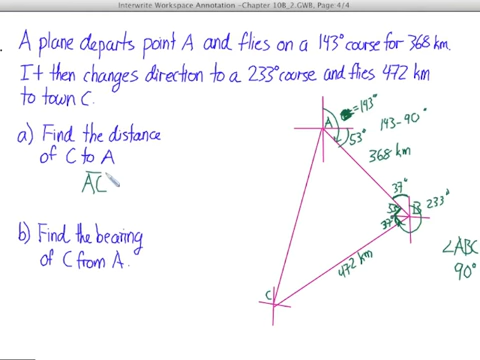 Interwrite Workspace Annotation - Chapter 10B_2.GWB, Page: 4/4
A plane departs point A and flies on a 143° course for 368 km.
It then changes direction to a 233° course and flies 472 km
to town C.
a) Find the distance
of C to A
AC
b) Find the bearing
of C from A.
=143°
A
53°
143-90°
368 km
37°
B
233°
37°
472 km
C
∠ABC
90°